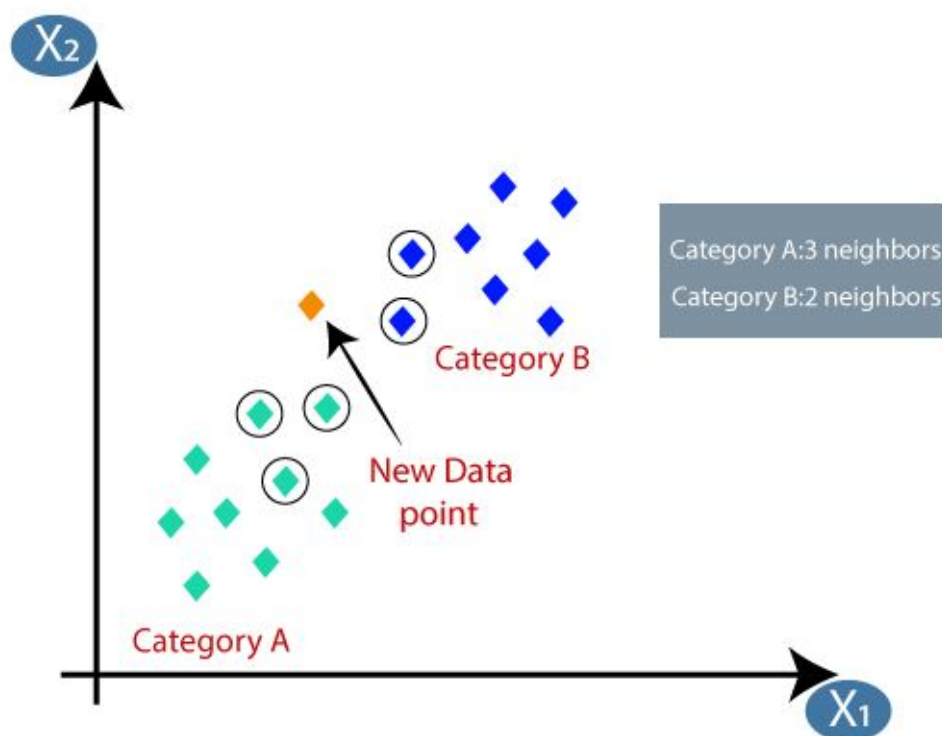 X₂
Category A:3 neighbors
Category B:2 neighbors
Category B
New Data
point
Category A
X₁